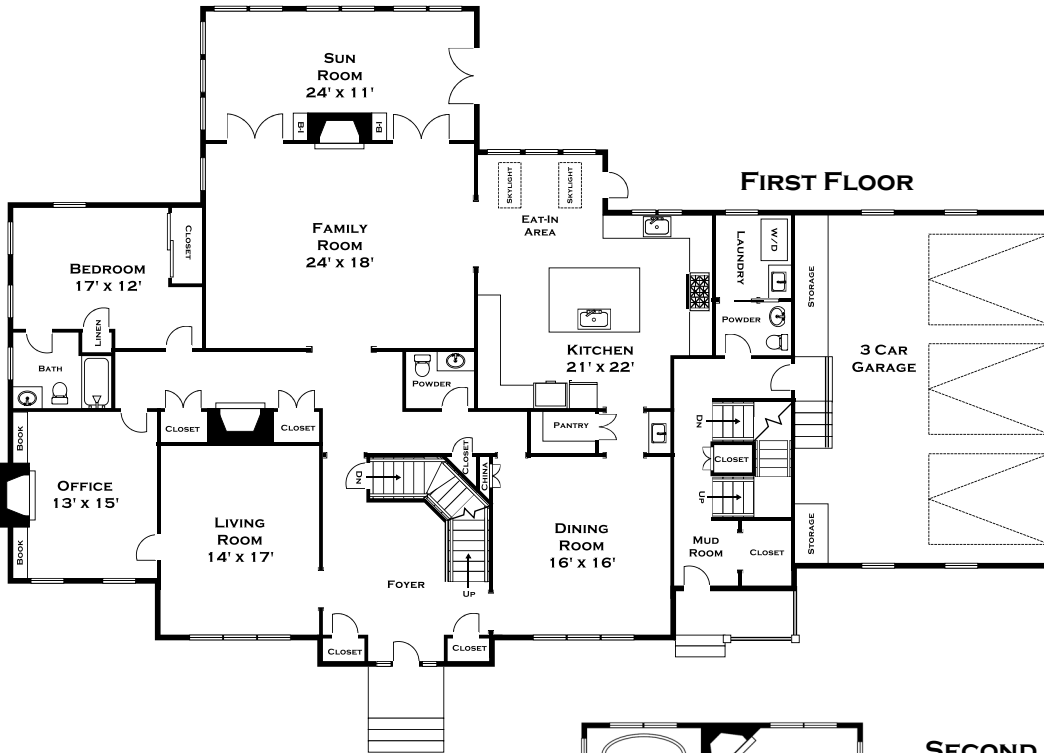 SUN
ROOM
24' X 11'
B-I
B-I
FIRST FLOOR
SKYLIGHT
SKYLIGHT
EAT-IN
AREA
FAMILY
ROOM
24' X 18'
CLOSET
BEDROOM
17' X 12'
LINEN
BATH
LAUNDRY
W/D
STORAGE
POWDER
3 CAR
GARAGE
KITCHEN
21' X 22'
POWDER
PANTRY
CLOSET
CLOSET
BOOK
DN
CLOSET
UP
CLOSET
CHINA
DN
OFFICE
13' X 15'
LIVING
ROOM
14' X 17'
DINING
ROOM
16' X 16'
BOOK
MUD
ROOM
CLOSET
STORAGE
FOYER
UP
CLOSET
CLOSET
SECOND